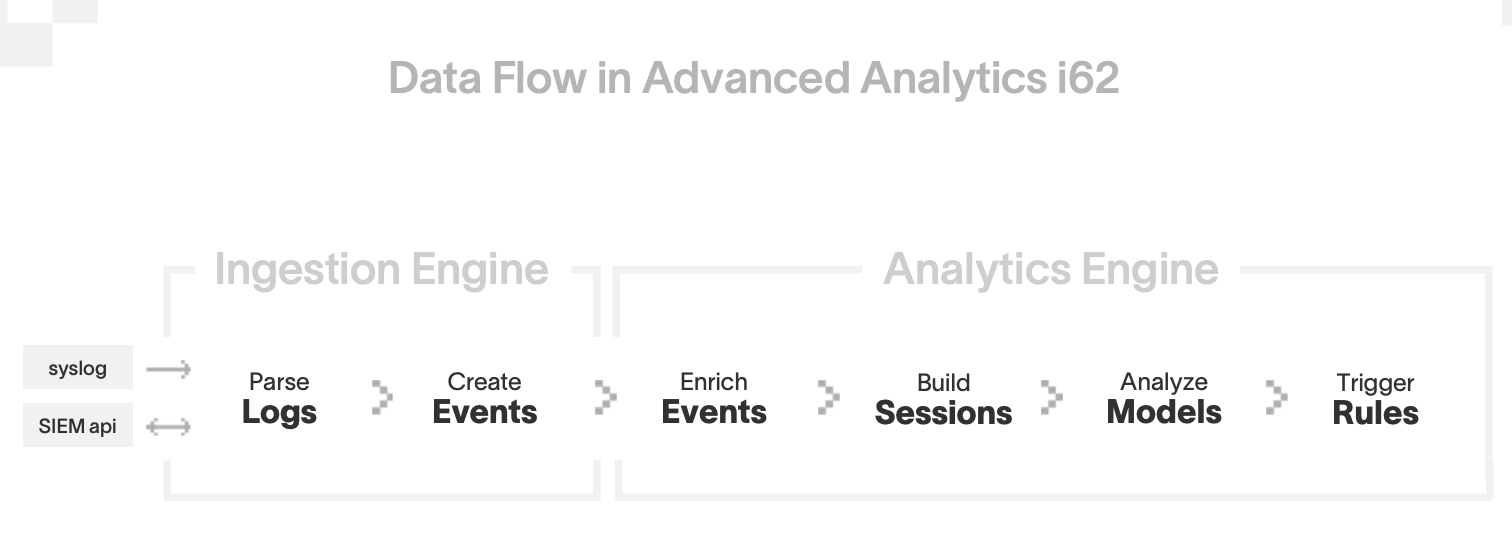 Data Flow in Advanced Analytics i62
Ingestion Engine
Analytics Engine
syslog
SIEM api
Parse
Logs
Create
Events
Enrich
Events
Build
Sessions
Analyze
Models
Trigger
Rules